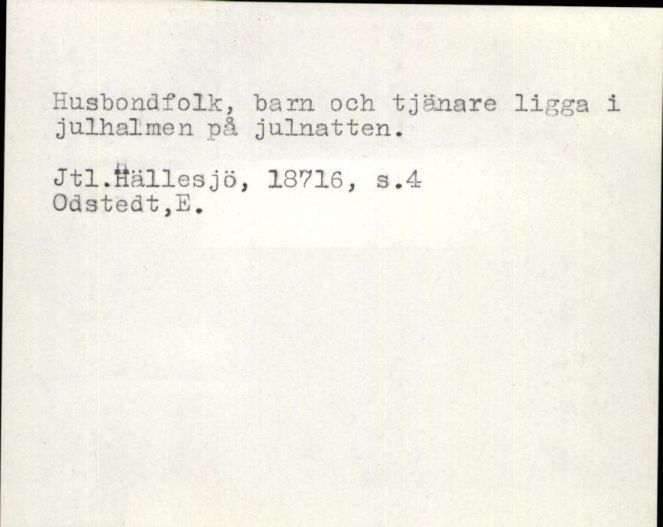 Husbondfolk, barn och tjänare ligga i
julhalmen på julnatten.
Jtl.Hällesjö, 18716, s.4
Odstedt,E.